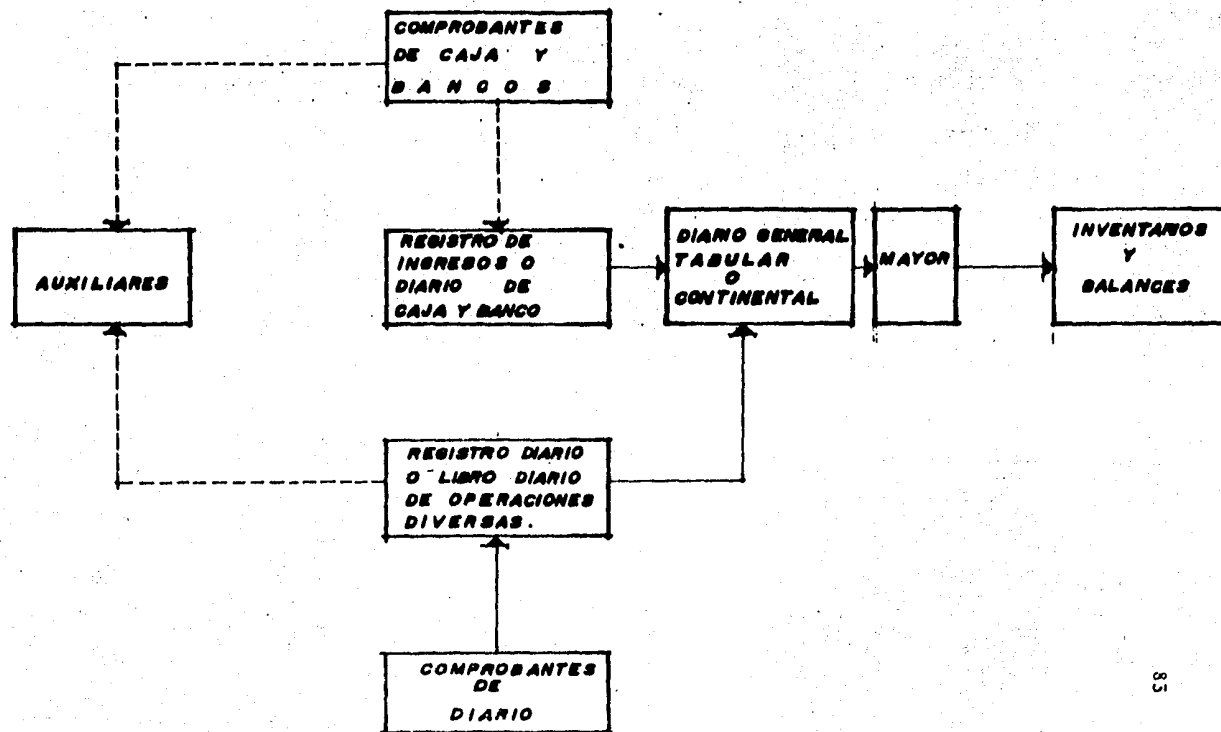 COMPROBANTES
DE CAJA Y
BANCOS
AUXILIARES
REGISTRO DE
INGRESOS O
DIARIO DE
CAJA Y BANCO
DIARIO GENERAL
TABULAR
O
CONTINENTAL
MAYOR
INVENTARIOS
Y
BALANCES
REGISTRO DIARIO
O LIBRO DIARIO
DE OPERACIONES
DIVERSAS.
COMPROBANTES
DE
DIARIO